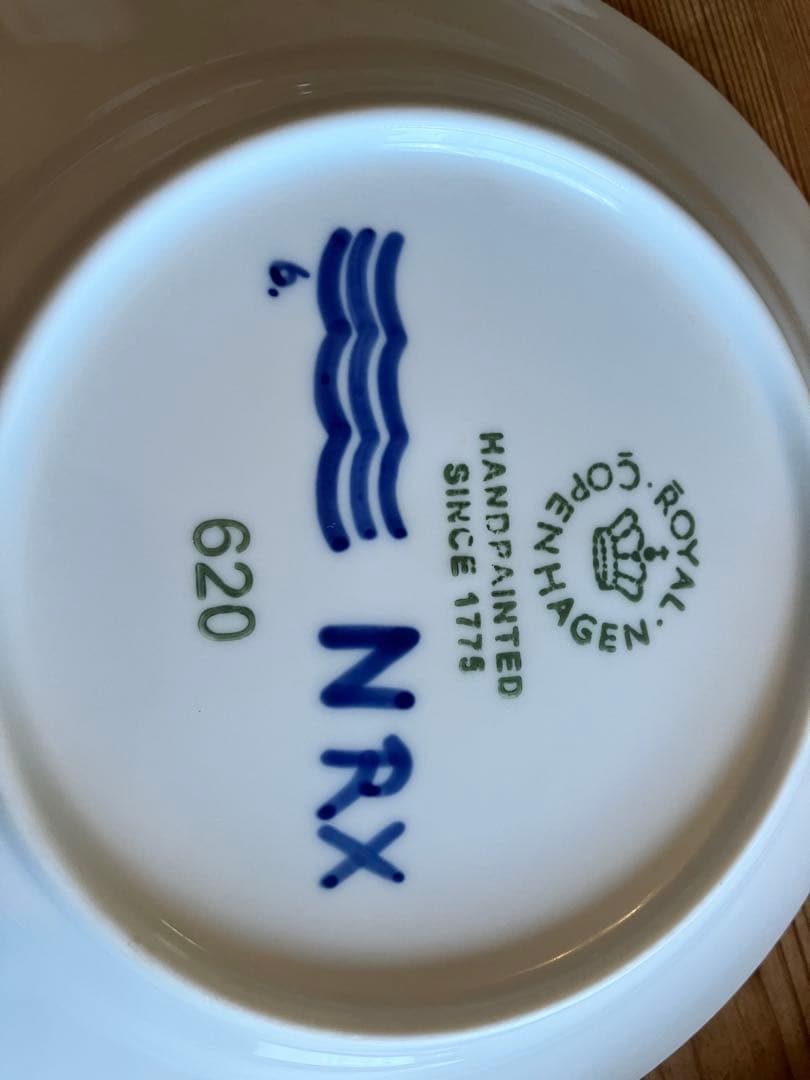 ROYAL COPENHAGEN
HANDPAINTED
SINCE 1775
NRX
6.
620